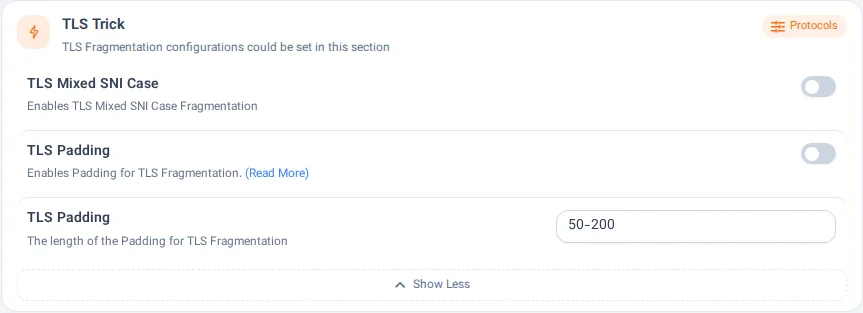 TLS Trick
Protocols
TLS Fragmentation configurations could be set in this section
TLS Mixed SNI Case
Enables TLS Mixed SNI Case Fragmentation
TLS Padding
Enables Padding for TLS Fragmentation. (Read More)
TLS Padding
50-200
The length of the Padding for TLS Fragmentation
Show Less